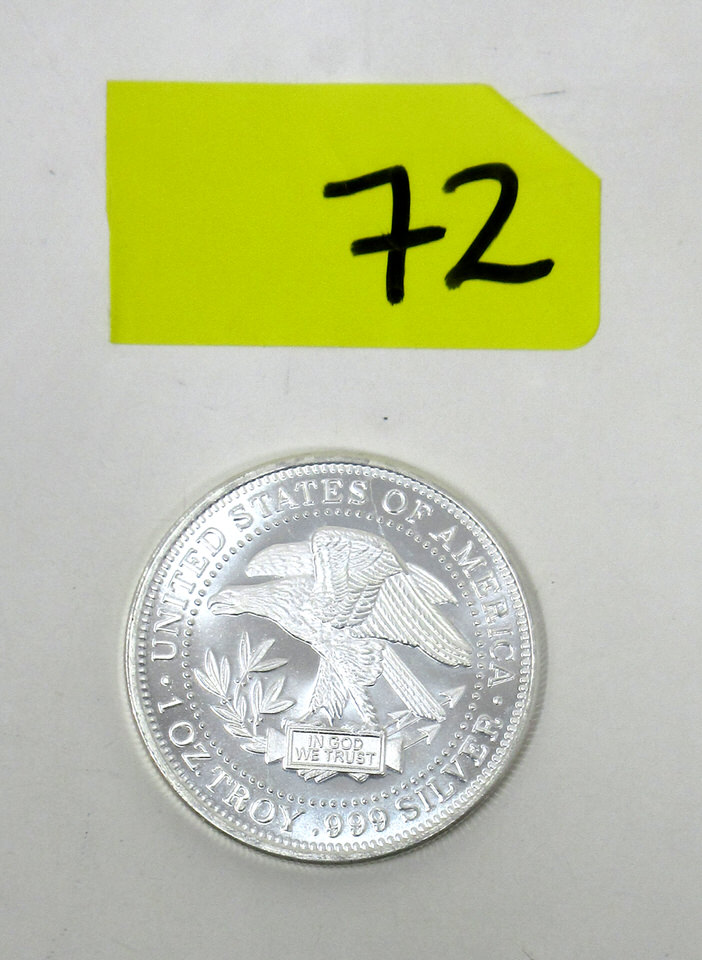 72
UNITED STATES OF AMERICA
IN GOD
WE TRUST
1 OZ. TROY .999 SILVER